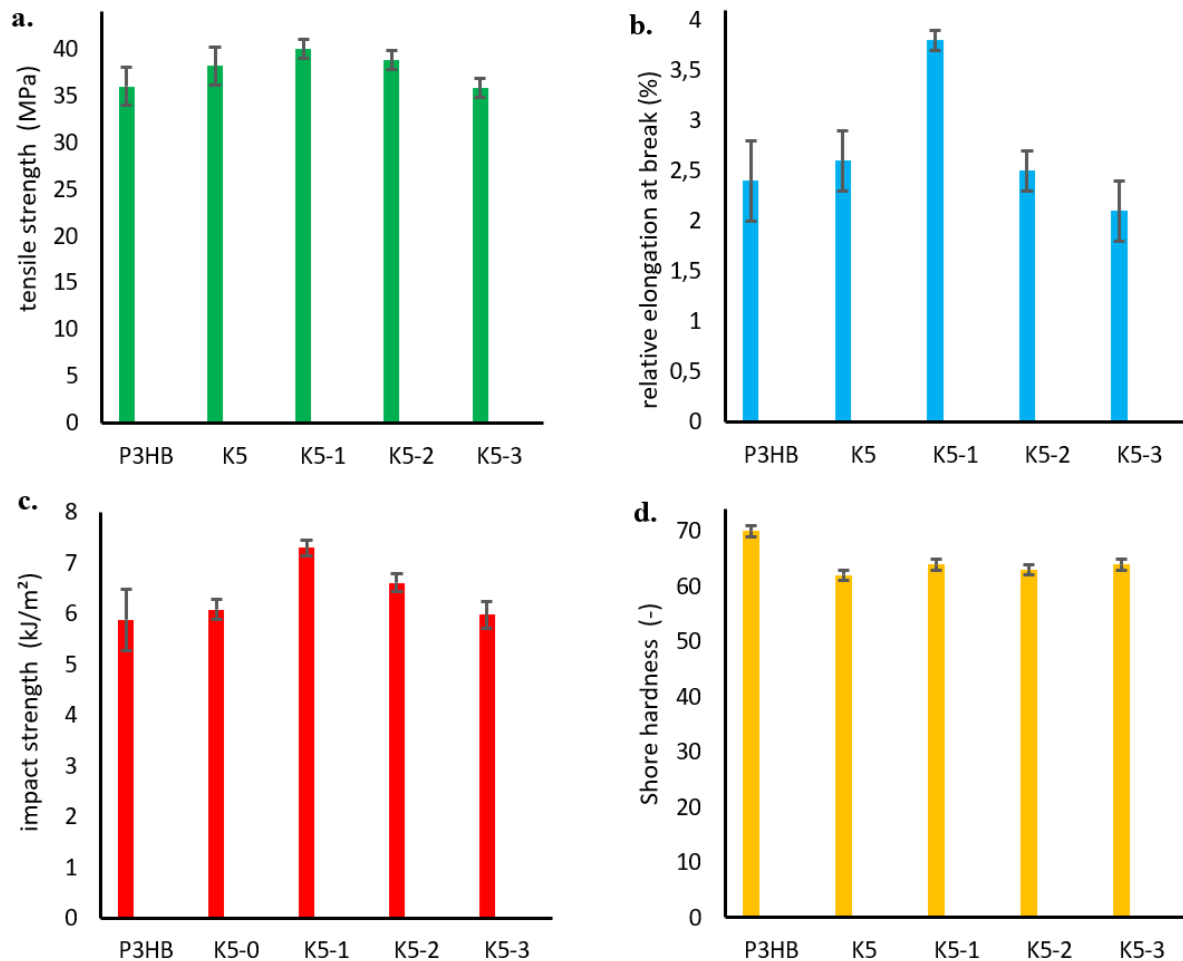 a.
tensile strength (MPa)
40
35
30
25
20
15
10
5
0
P3HB K5 K5-1 K5-2 K5-3
b.
relative elongation at break (%)
4
3,5
3
2,5
2
1,5
1
0,5
0
P3HB K5 K5-1 K5-2 K5-3
c.
impact strength (kJ/m²)
8
7
6
5
4
3
2
1
0
P3HB K5-0 K5-1 K5-2 K5-3
d.
Shore hardness (-)
70
60
50
40
30
20
10
0
P3HB K5 K5-1 K5-2 K5-3